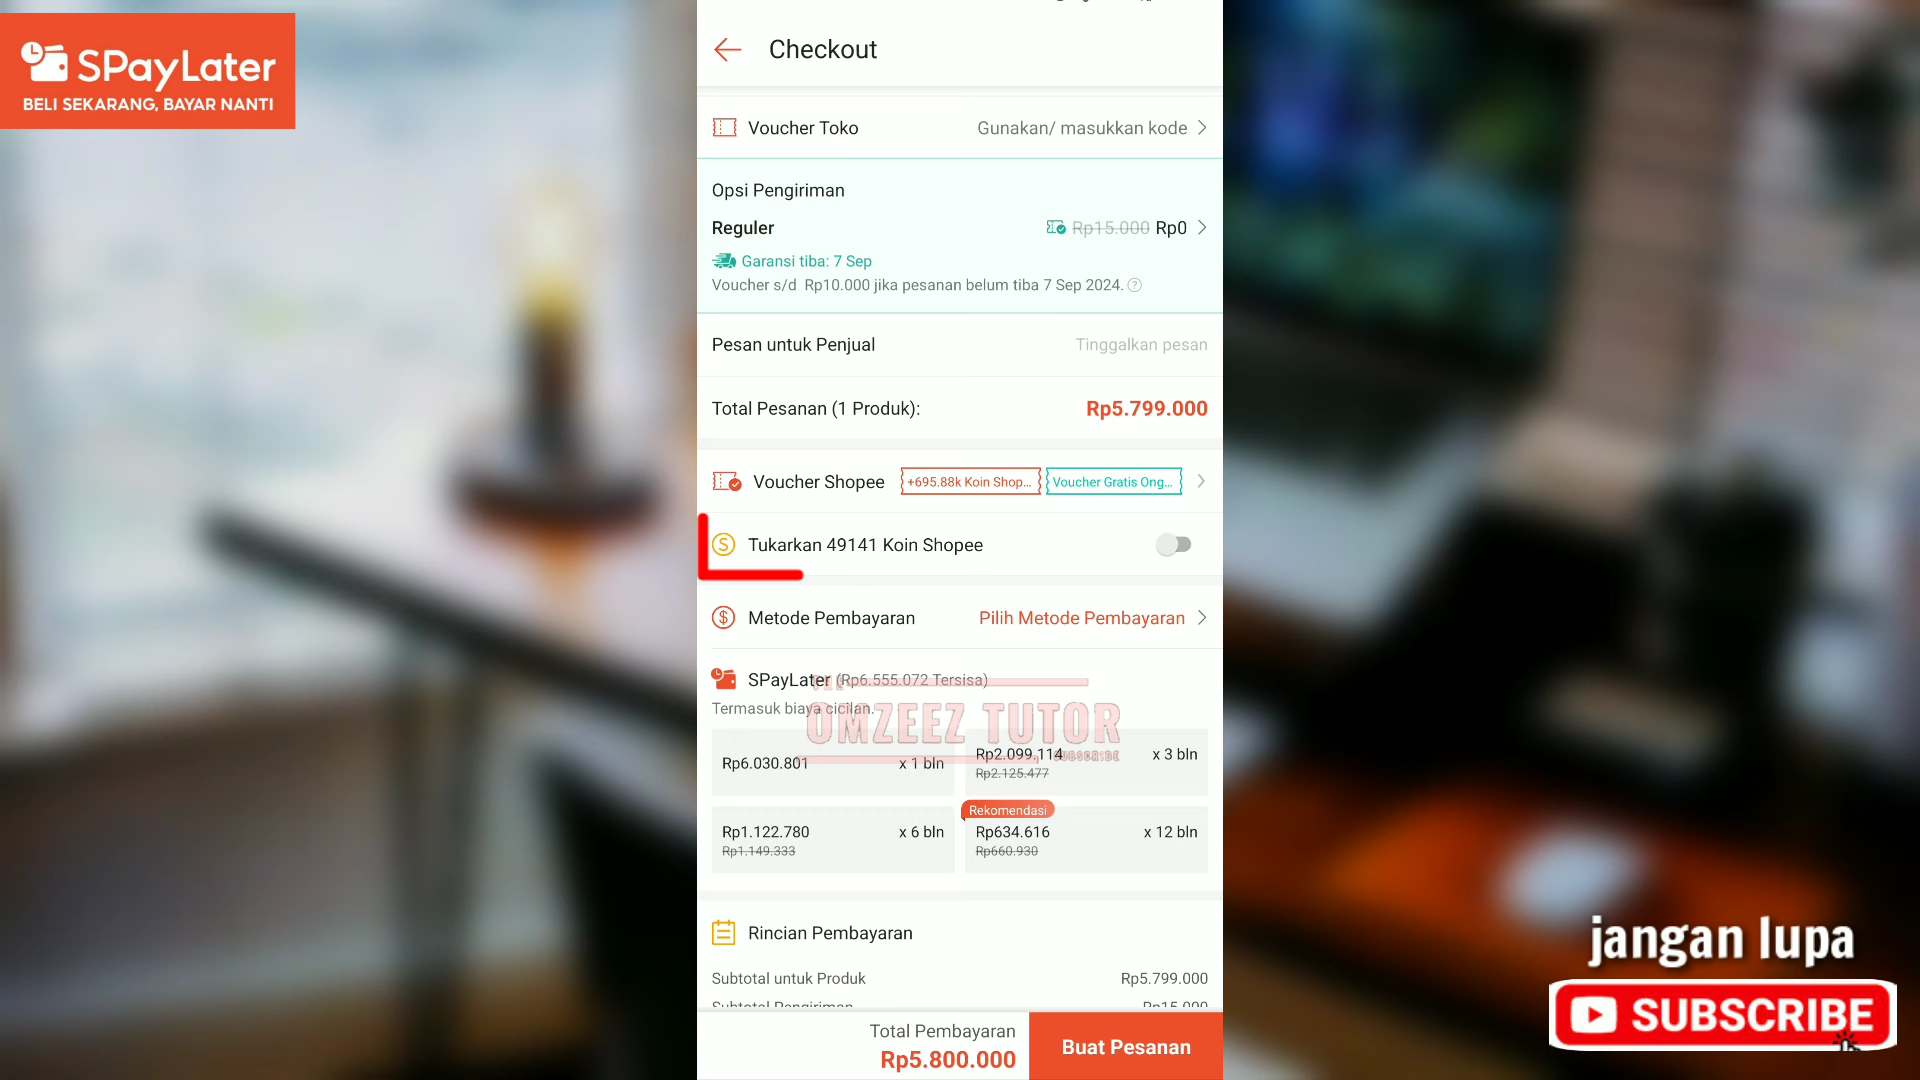 SPayLater
BELI SEKARANG, BAYAR NANTI
Checkout
Voucher Toko
Gunakan/ masukkan kode
Opsi Pengiriman
Reguler
Rp15.000 Rp0
Garansi tiba: 7 Sep
Voucher s/d Rp10.000 jika pesanan belum tiba 7 Sep 2024.
Pesan untuk Penjual
Tinggalkan pesan
Total Pesanan (1 Produk):
Rp5.799.000
Voucher Shopee
+695.88k Koin Shop...
Voucher Gratis Ong...
Tukarkan 49141 Koin Shopee
Metode Pembayaran
Pilih Metode Pembayaran
SPayLater (Rp6.555.072 Tersisa)
Termasuk biaya cicilan.
OMZEEZ TUTOR
SUBSCRIBE
Rp6.030.801 x 1 bln
Rp2.099.114 x 3 bln
Rp2.125.477
Rekomendasi
Rp1.122.780 x 6 bln
Rp1.149.333
Rp634.616 x 12 bln
Rp660.930
Rincian Pembayaran
Subtotal untuk Produk
Rp5.799.000
Subtotal Pengiriman
Rp15.000
Total Pembayaran
Rp5.800.000
Buat Pesanan
jangan lupa
SUBSCRIBE